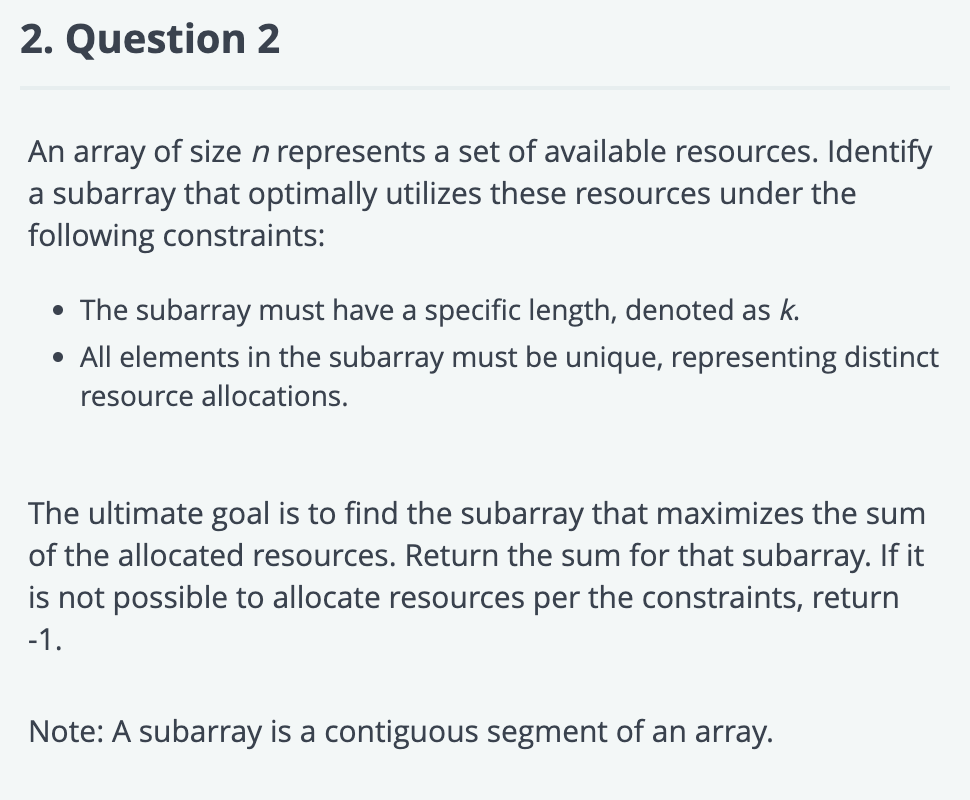 2. Question 2
An array of size n represents a set of available resources. Identify
a subarray that optimally utilizes these resources under the
following constraints:
• The subarray must have a specific length, denoted as k.
• All elements in the subarray must be unique, representing distinct
resource allocations.
The ultimate goal is to find the subarray that maximizes the sum
of the allocated resources. Return the sum for that subarray. If it
is not possible to allocate resources per the constraints, return
-1.
Note: A subarray is a contiguous segment of an array.